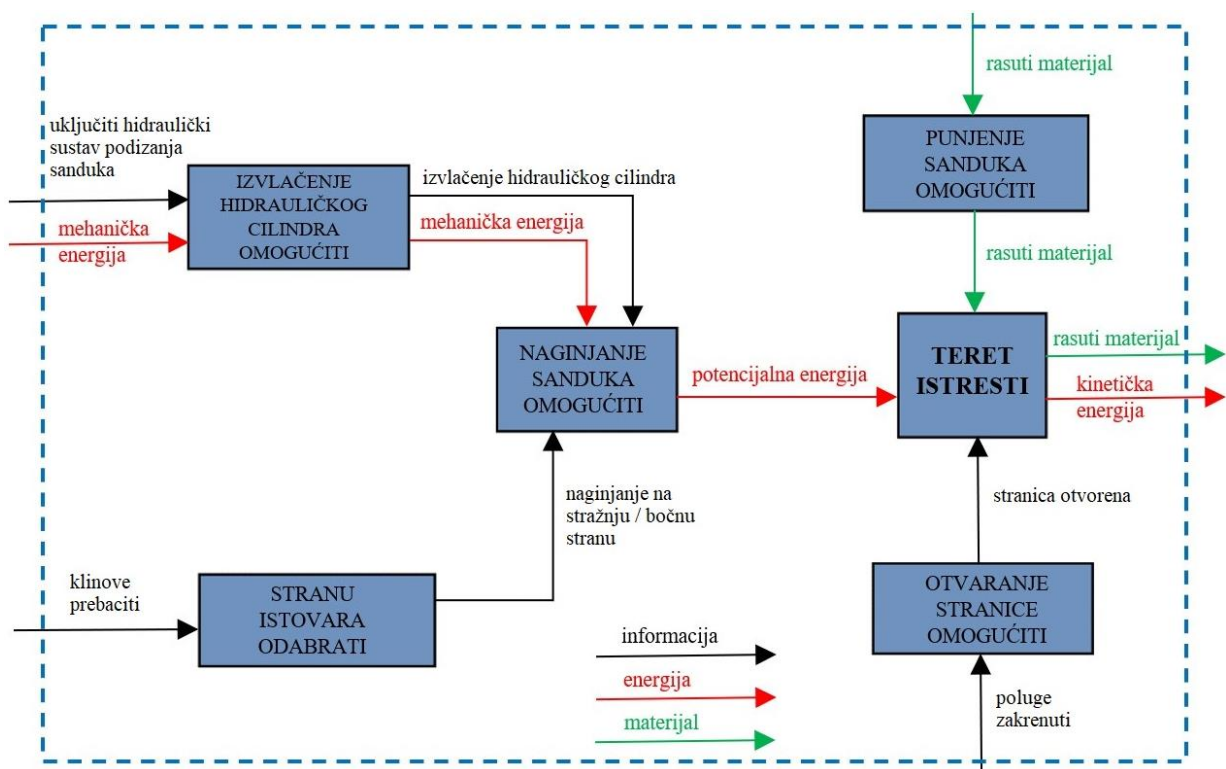 rasuti materijal
uključiti hidraulički
sustav podizanja
sanduka
PUNJENJE
SANDUKA
OMOGUĆITI
IZVLAČENJE
HIDRAULIČKOG
CILINDRA
OMOGUĆITI
izvlačenje hidrauličkog cilindra
mehanička energija
mehanička
energija
rasuti materijal
NAGINJANJE
SANDUKA
OMOGUĆITI
potencijalna energija
TERET
ISTRESTI
rasuti materijal
kinetička
energija
naginjanje na
stražnju / bočnu
stranu
stranica otvorena
klinove
prebaciti
STRANU
ISTOVARA
ODABRATI
OTVARANJE
STRANICE
OMOGUĆITI
informacija
energija
materijal
poluge
zakrenuti